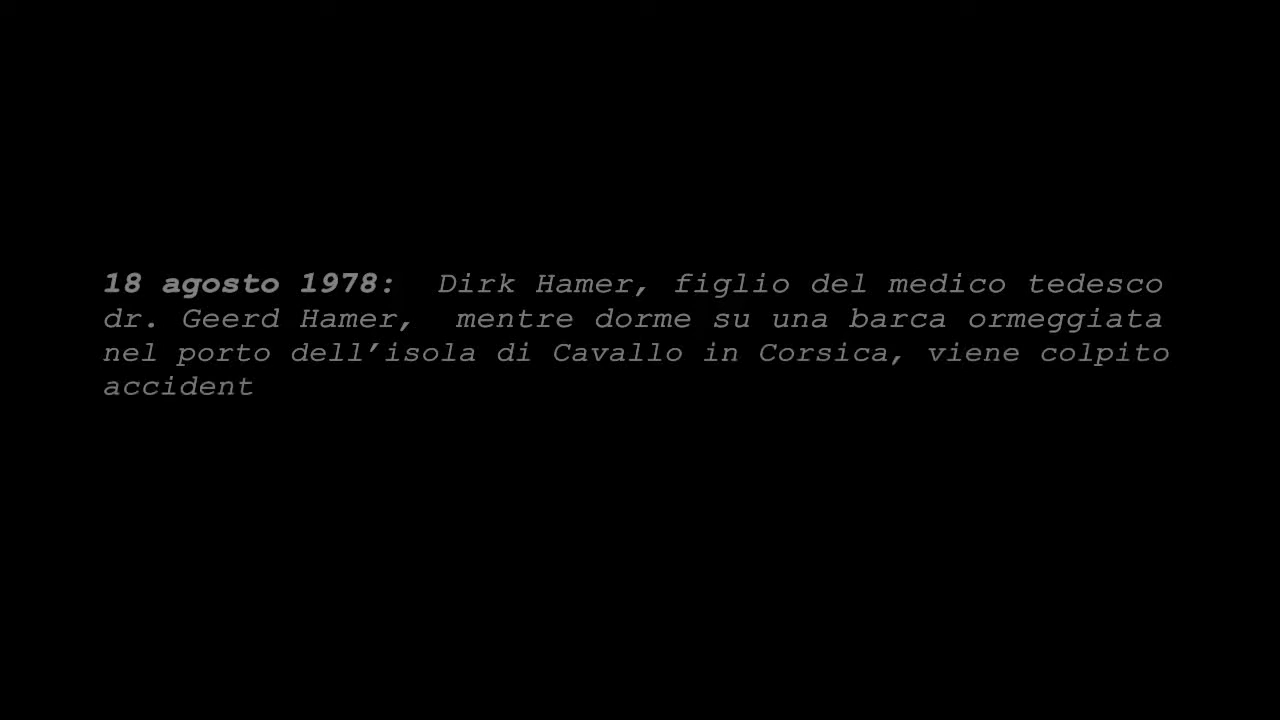 18 agosto 1978: Dirk Hamer, figlio del medico tedesco
dr. Geerd Hamer, mentre dorme su una barca ormeggiata
nel porto dell’isola di Cavallo in Corsica, viene colpito
accident